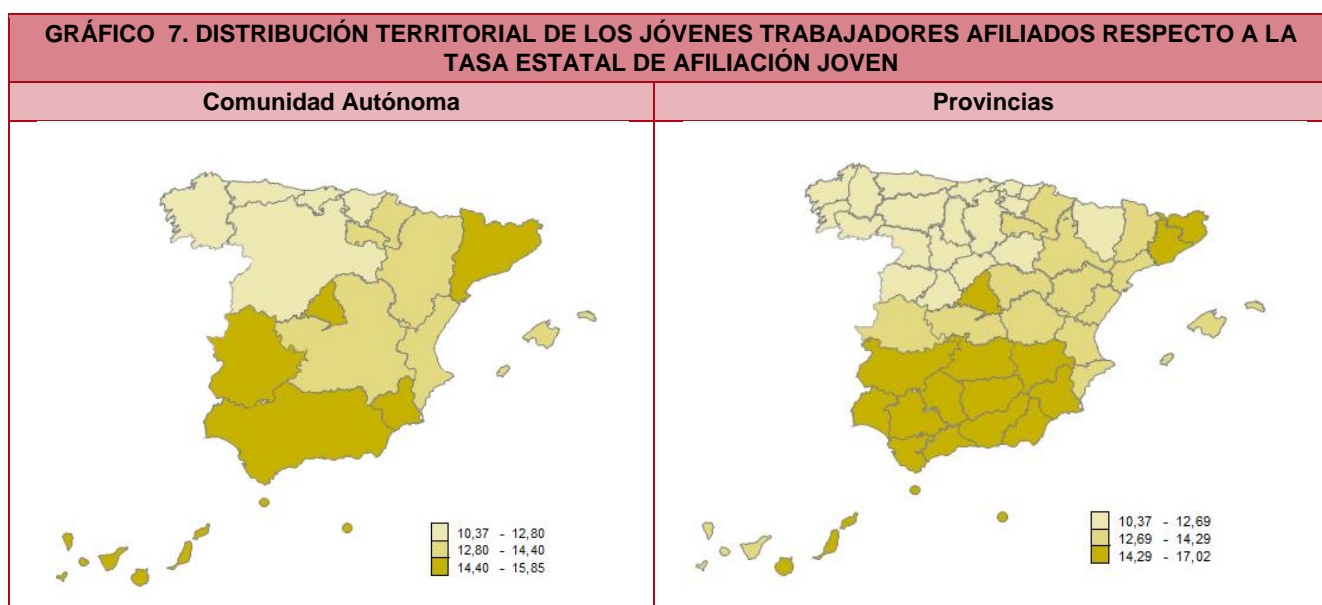 GRÁFICO 7. DISTRIBUCIÓN TERRITORIAL DE LOS JÓVENES TRABAJADORES AFILIADOS RESPECTO A LA
TASA ESTATAL DE AFILIACIÓN JOVEN
Comunidad Autónoma
Provincias
10,37 - 12,80
12,80 - 14,40
14,40 - 15,85
10,37 - 12,69
12,69 - 14,29
14,29 - 17,02